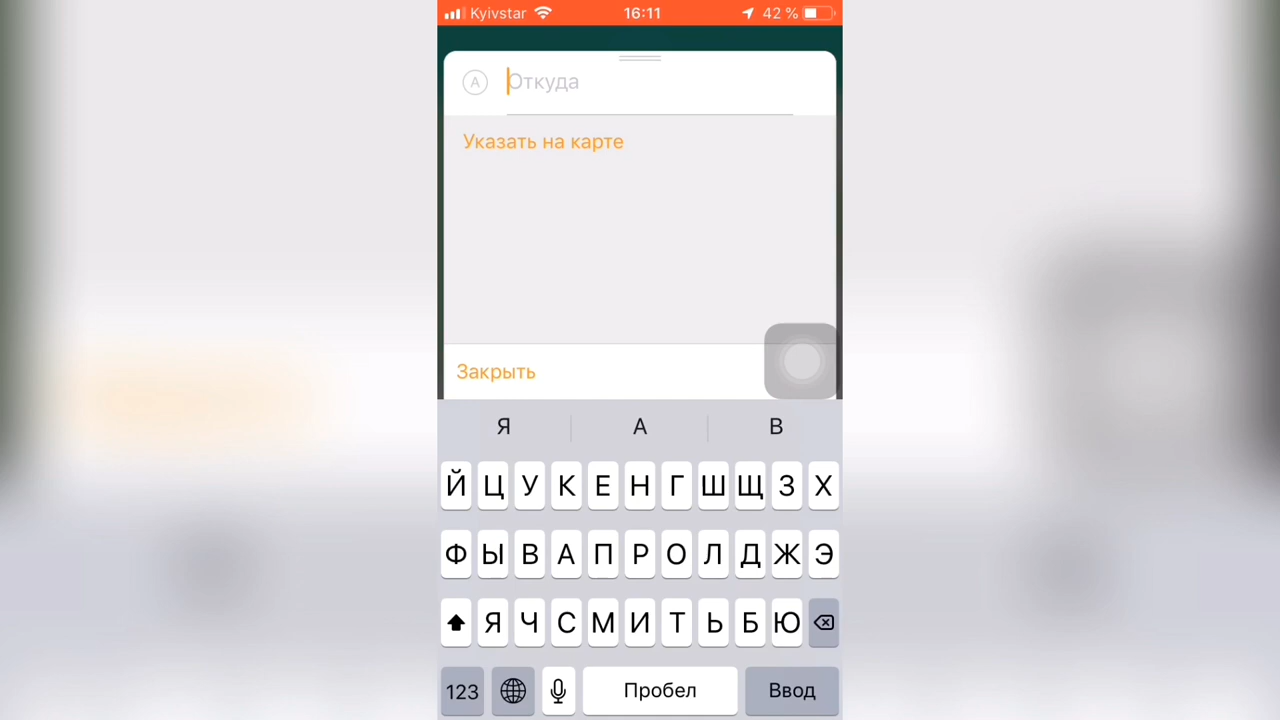 Kyivstar 16:11 42 %
A Откуда
Указать на карте
Закрыть
Я А В
Й Ц У К Е Н Г Ш Щ З Х
Ф Ы В А П Р О Л Д Ж Э
Я Ч С М И Т Ь Б Ю
123 Пробел Ввод